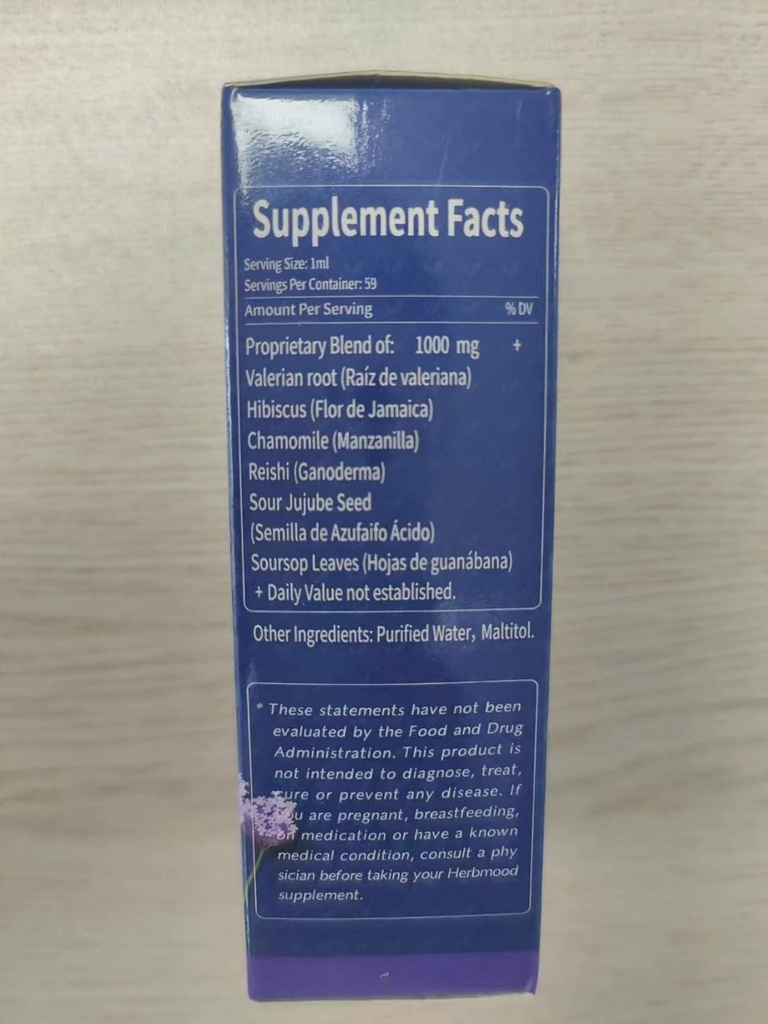 Supplement Facts
Serving Size: 1ml
Servings Per Container: 59
Amount Per Serving % DV
Proprietary Blend of: 1000 mg +
Valerian root (Raíz de valeriana)
Hibiscus (Flor de Jamaica)
Chamomile (Manzanilla)
Reishi (Ganoderma)
Sour Jujube Seed
(Semilla de Azufaifo Ácido)
Soursop Leaves (Hojas de guanábana)
+ Daily Value not established.
Other Ingredients: Purified Water, Maltitol.
* These statements have not been
evaluated by the Food and Drug
Administration. This product is
not intended to diagnose, treat,
cure or prevent any disease. If
you are pregnant, breastfeeding,
on medication or have a known
medical condition, consult a phy
sician before taking your Herbmood
supplement.